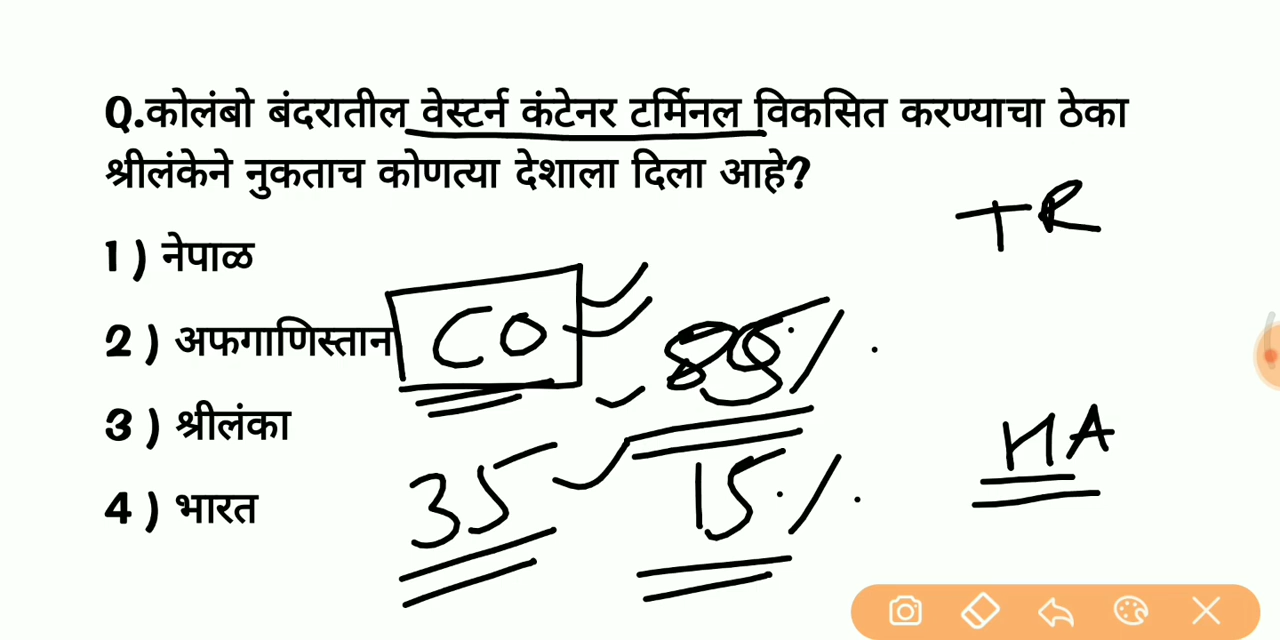 Q.कोलंबो बंदरातील वेस्टर्न कंटेनर टर्मिनल विकसित करण्याचा ठेका
श्रीलंकेने नुकताच कोणत्या देशाला दिला आहे?
TR
1 ) नेपाळ
CO
2 ) अफगाणिस्तान
85%
3 ) श्रीलंका
MA
4 ) भारत
35
15%